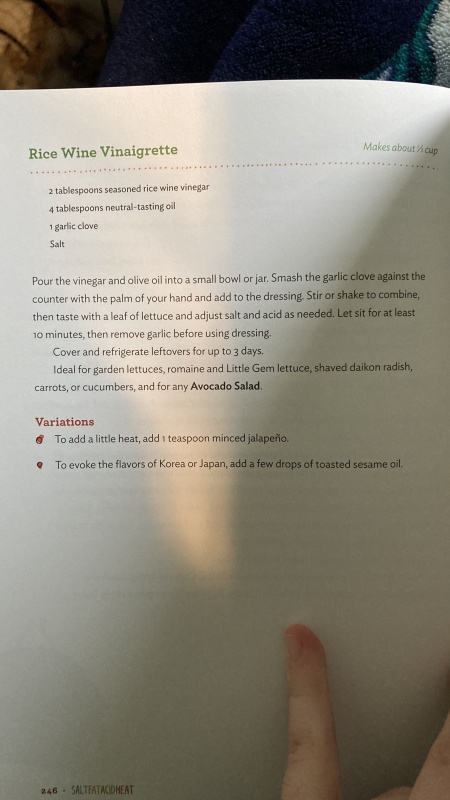 Rice Wine Vinaigrette
Makes about ⅓ cup
2 tablespoons seasoned rice wine vinegar
4 tablespoons neutral-tasting oil
1 garlic clove
Salt
Pour the vinegar and olive oil into a small bowl or jar. Smash the garlic clove against the
counter with the palm of your hand and add to the dressing. Stir or shake to combine,
then taste with a leaf of lettuce and adjust salt and acid as needed. Let sit for at least
10 minutes, then remove garlic before using dressing.
Cover and refrigerate leftovers for up to 3 days.
Ideal for garden lettuces, romaine and Little Gem lettuce, shaved daikon radish,
carrots, or cucumbers, and for any Avocado Salad.
Variations
To add a little heat, add 1 teaspoon minced jalapeño.
To evoke the flavors of Korea or Japan, add a few drops of toasted sesame oil.
246 · SALT FAT ACID HEAT